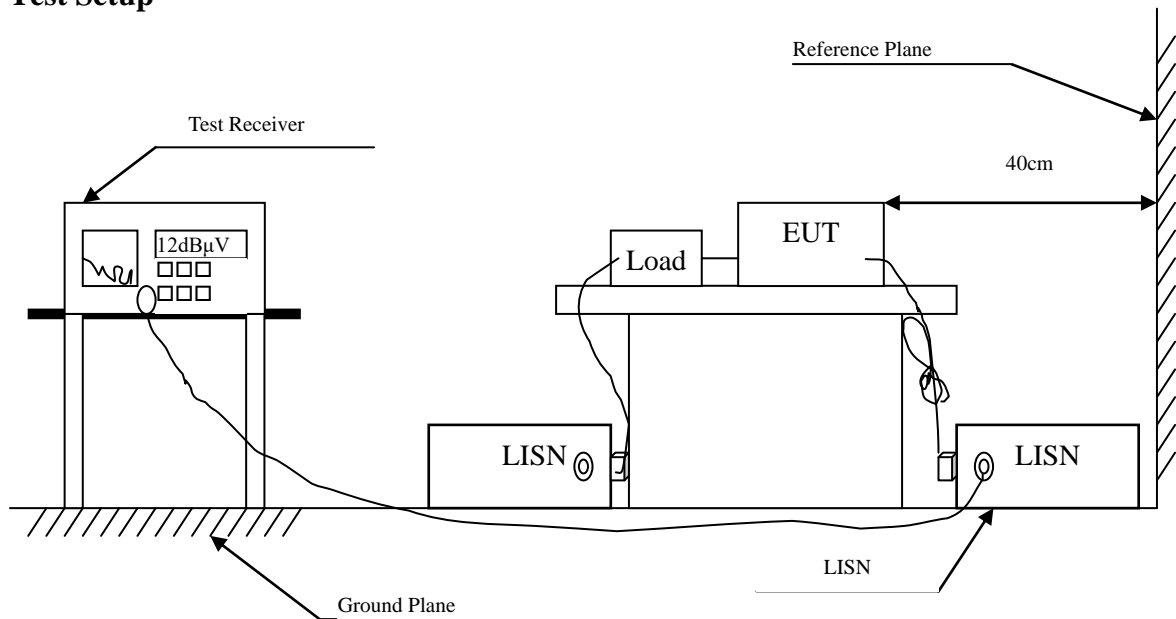 Test Setup
Reference Plane
Test Receiver
40cm
12dBµV
EUT
Load
LISN
LISN
LISN
Ground Plane